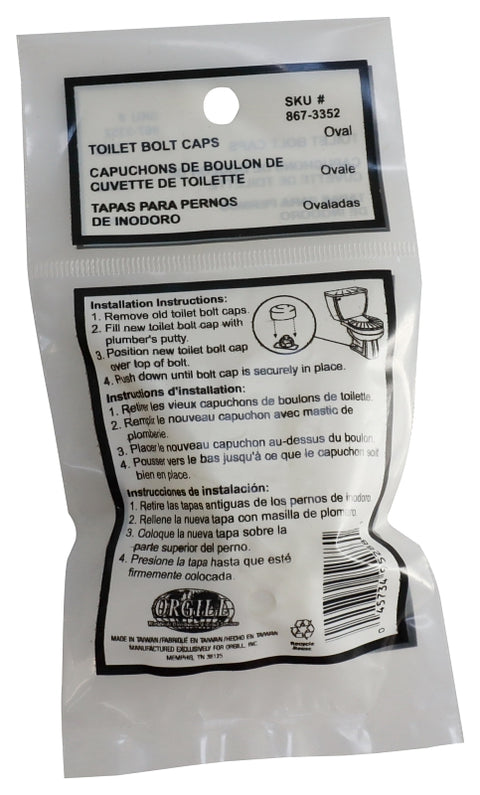 SKU #
867-3352
TOILET BOLT CAPS Oval
CAPUCHONS DE BOULON DE
CUVETTE DE TOILETTE Ovale
TAPAS PARA PERNOS
DE INODORO Ovaladas
Installation Instructions:
1. Remove old toilet bolt caps.
2. Fill new toilet bolt cap with
plumber's putty.
3. Position new toilet bolt cap
over top of bolt.
4. Push down until bolt cap is securely in place.
Instructions d'installation:
1. Retirer les vieux capuchons de boulons de toilette.
2. Remplir le nouveau capuchon avec mastic de
plomberie.
3. Placer le nouveau capuchon au-dessus du boulon.
4. Pousser vers le bas jusqu'à ce que le capuchon soit
bien en place.
Instrucciones de instalación:
1. Retire las tapas antiguas de los pernos de inodoro
2. Rellene la nueva tapa con masilla de plomero
3. Coloque la nueva tapa sobre la
parte superior del perno.
4. Presione la tapa hasta que esté
firmemente colocada.
ORGILL
MADE IN TAIWAN/FABRIQUÉ EN TAIWAN/HECHO EN TAIWAN
MANUFACTURED EXCLUSIVELY FOR ORGILL, INC.
MEMPHIS, TN 38125
Recycle
Reuse
0 45734